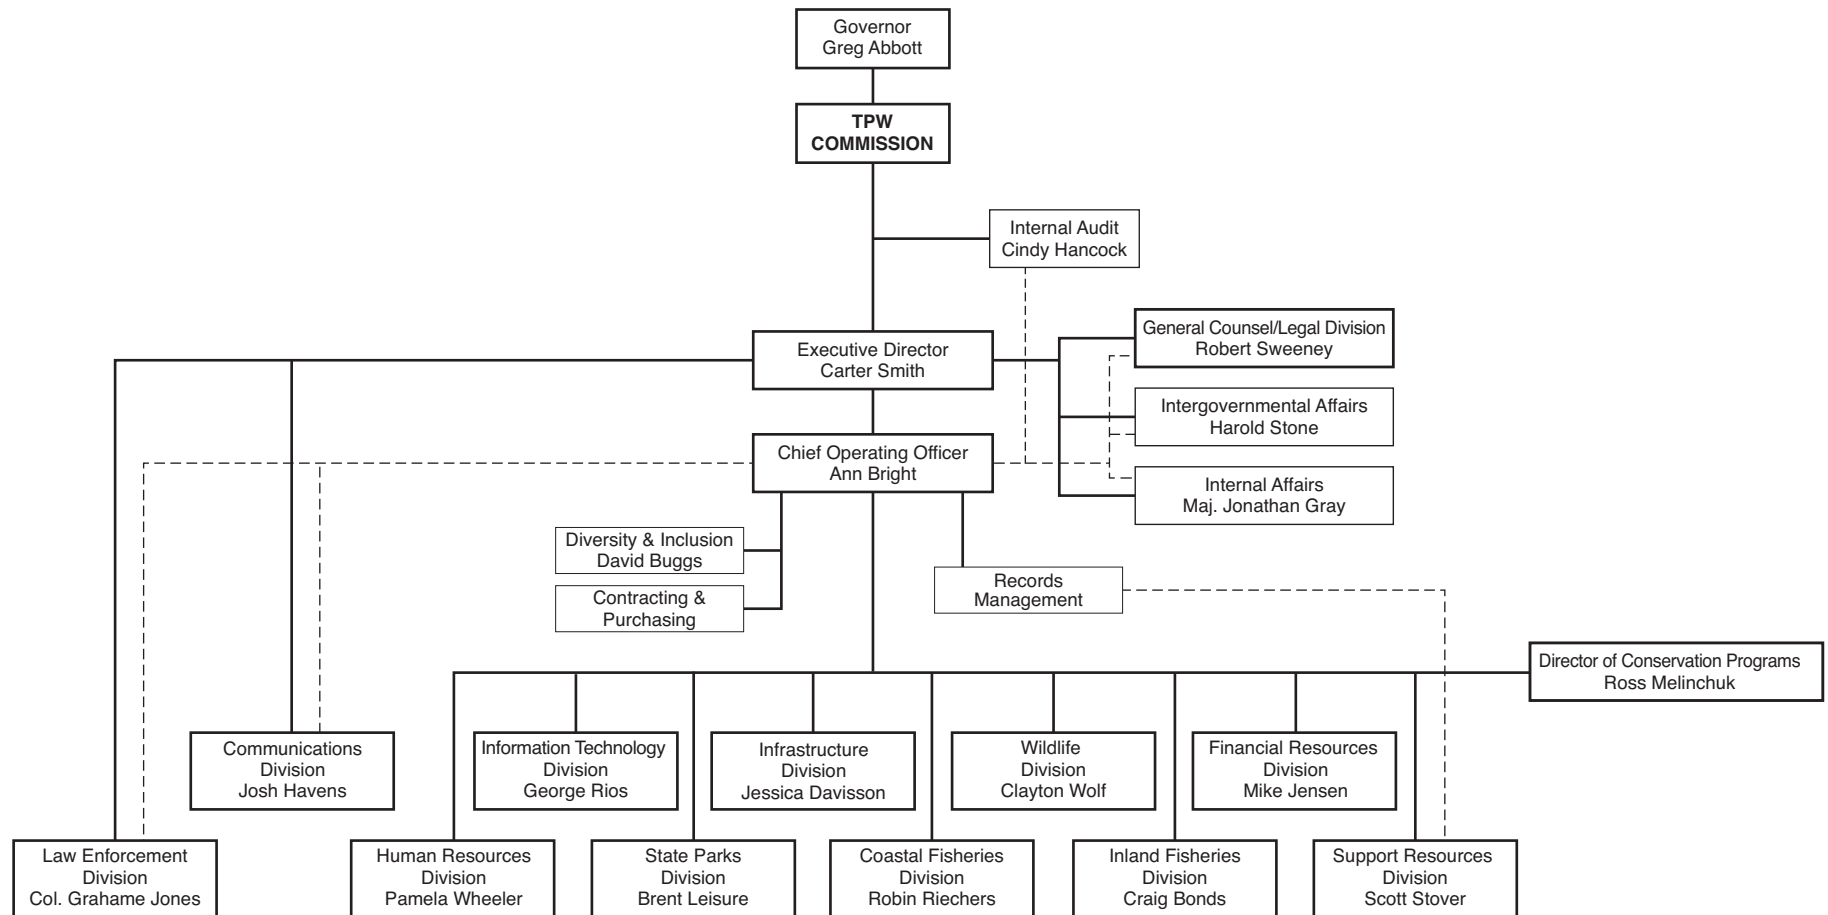 Governor
Greg Abbott
TPW
COMMISSION
Internal Audit
Cindy Hancock
General Counsel/Legal Division
Robert Sweeney
Executive Director
Carter Smith
Intergovernmental Affairs
Harold Stone
Chief Operating Officer
Ann Bright
Internal Affairs
Maj. Jonathan Gray
Diversity & Inclusion
David Buggs
Contracting &
Purchasing
Records
Management
Director of Conservation Programs
Ross Melinchuk
Communications
Division
Josh Havens
Information Technology
Division
George Rios
Infrastructure
Division
Jessica Davisson
Wildlife
Division
Clayton Wolf
Financial Resources
Division
Mike Jensen
Law Enforcement
Division
Col. Grahame Jones
Human Resources
Division
Pamela Wheeler
State Parks
Division
Brent Leisure
Coastal Fisheries
Division
Robin Riechers
Inland Fisheries
Division
Craig Bonds
Support Resources
Division
Scott Stover